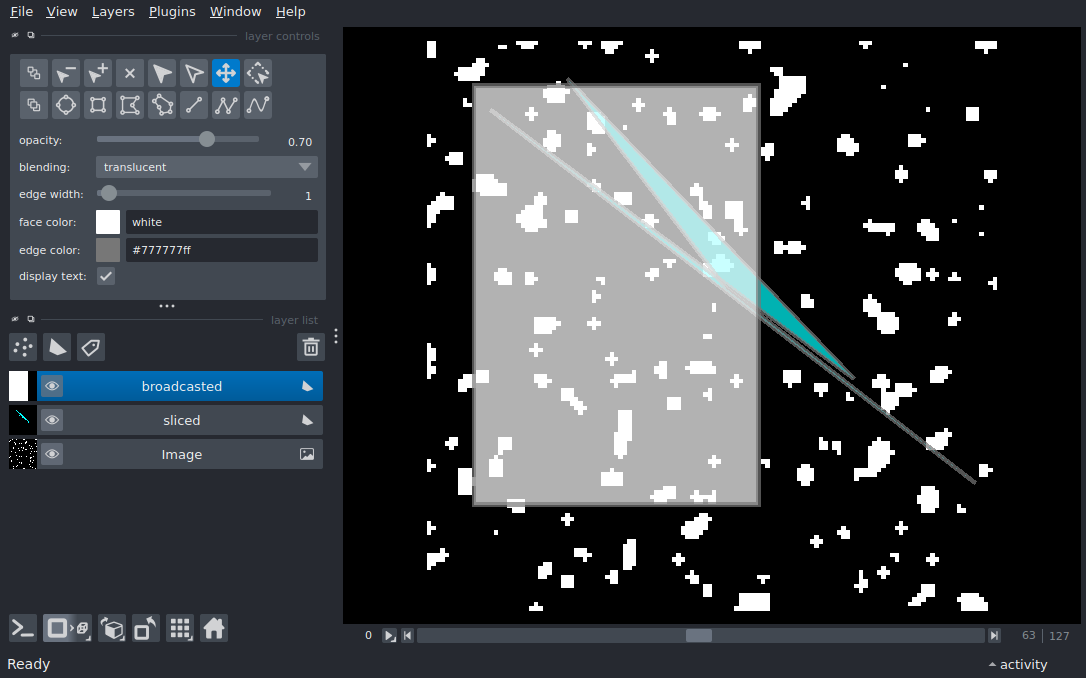 File View Layers Plugins Window Help
layer controls
opacity: 0.70
blending: translucent
edge width: 1
face color: white
edge color: #777777ff
display text:
layer list
broadcasted
sliced
Image
0 63 127
Ready activity